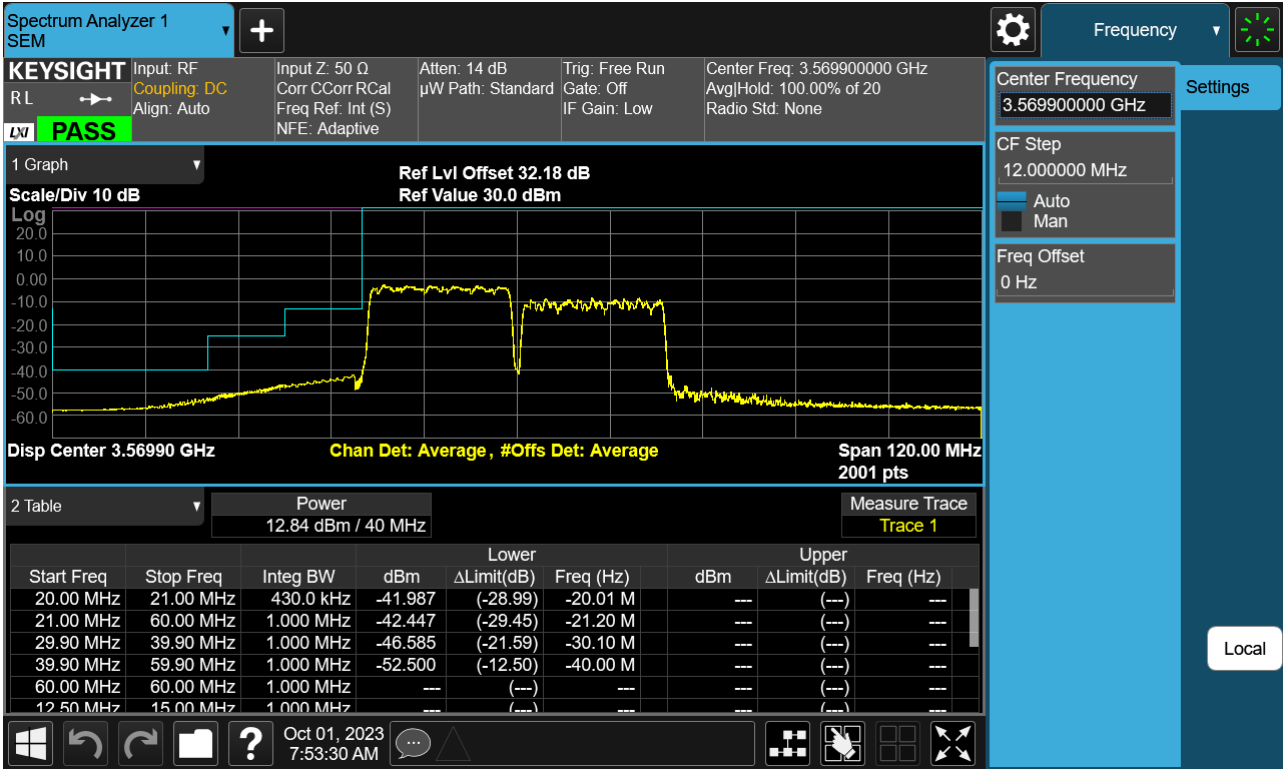 Spectrum Analyzer 1
SEM
+
Frequency
KEYSIGHT
RL
LXI PASS
Input: RF
Coupling: DC
Align: Auto
Input Z: 50 Ω
Corr CCorr RCal
Freq Ref: Int (S)
NFE: Adaptive
Atten: 14 dB
µW Path: Standard
Trig: Free Run
Gate: Off
IF Gain: Low
Center Freq: 3.569900000 GHz
Avg|Hold: 100.00% of 20
Radio Std: None
Center Frequency
3.569900000 GHz
Settings
CF Step
12.000000 MHz
Auto
Man
Freq Offset
0 Hz
1 Graph
Scale/Div 10 dB
Ref Lvl Offset 32.18 dB
Ref Value 30.0 dBm
Log
20.0
10.0
0.00
-10.0
-20.0
-30.0
-40.0
-50.0
-60.0
Disp Center 3.56990 GHz
Chan Det: Average , #Offs Det: Average
Span 120.00 MHz
2001 pts
2 Table
Power
12.84 dBm / 40 MHz
Measure Trace
Trace 1
Lower Upper
Start Freq Stop Freq Integ BW dBm ΔLimit(dB) Freq (Hz) dBm ΔLimit(dB) Freq (Hz)
20.00 MHz 21.00 MHz 430.0 kHz -41.987 (-28.99) -20.01 M --- (---) ---
21.00 MHz 60.00 MHz 1.000 MHz -42.447 (-29.45) -21.20 M --- (---) ---
29.90 MHz 39.90 MHz 1.000 MHz -46.585 (-21.59) -30.10 M --- (---) ---
39.90 MHz 59.90 MHz 1.000 MHz -52.500 (-12.50) -40.00 M --- (---) ---
60.00 MHz 60.00 MHz 1.000 MHz --- (---) --- --- (---) ---
12.50 MHz 15.00 MHz 1.000 MHz --- (---) --- --- (---) ---
Local
?
Oct 01, 2023
7:53:30 AM